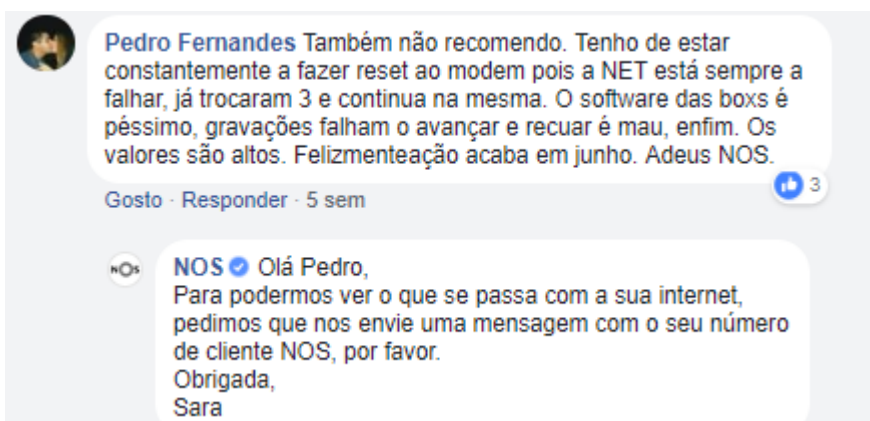 Pedro Fernandes Também não recomendo. Tenho de estar
constantemente a fazer reset ao modem pois a NET está sempre a
falhar, já trocaram 3 e continua na mesma. O software das boxs é
péssimo, gravações falham o avançar e recuar é mau, enfim. Os
valores são altos. Felizmenteação acaba em junho. Adeus NOS.
3
Gosto · Responder · 5 sem
NOS
NOS Olá Pedro,
Para podermos ver o que se passa com a sua internet,
pedimos que nos envie uma mensagem com o seu número
de cliente NOS, por favor.
Obrigada,
Sara